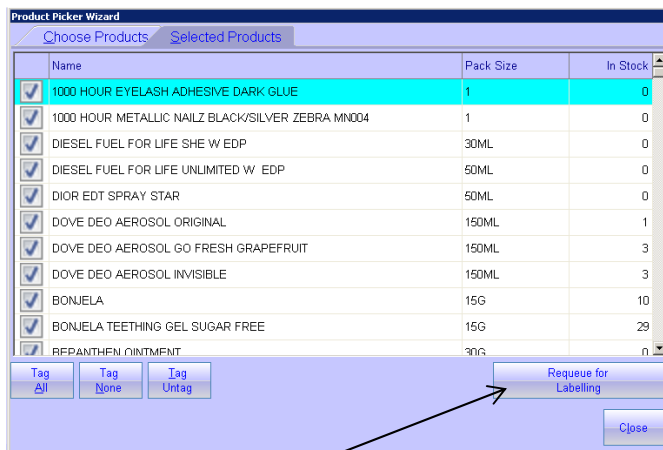 Product Picker Wizard
Choose Products Selected Products
Name Pack Size In Stock
1000 HOUR EYELASH ADHESIVE DARK GLUE 1 0
1000 HOUR METALLIC NAILZ BLACK/SILVER ZEBRA MN004 1 0
DIESEL FUEL FOR LIFE SHE W EDP 30ML 0
DIESEL FUEL FOR LIFE UNLIMITED W EDP 50ML 0
DIOR EDT SPRAY STAR 50ML 0
DOVE DEO AEROSOL ORIGINAL 150ML 1
DOVE DEO AEROSOL GO FRESH GRAPEFRUIT 150ML 3
DOVE DEO AEROSOL INVISIBLE 150ML 3
BONJELA 15G 10
BONJELA TEETHING GEL SUGAR FREE 15G 29
BEPANTHEN OINTMENT 30G 0
Tag Tag Tag Requeue for
All None Untag Labelling
Close